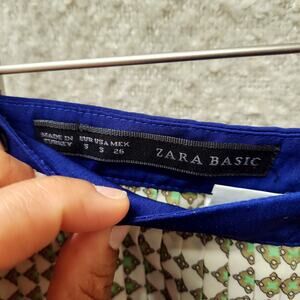 MADE IN
TURKEY
EUR USA MEX
S S 26
ZARA BASIC